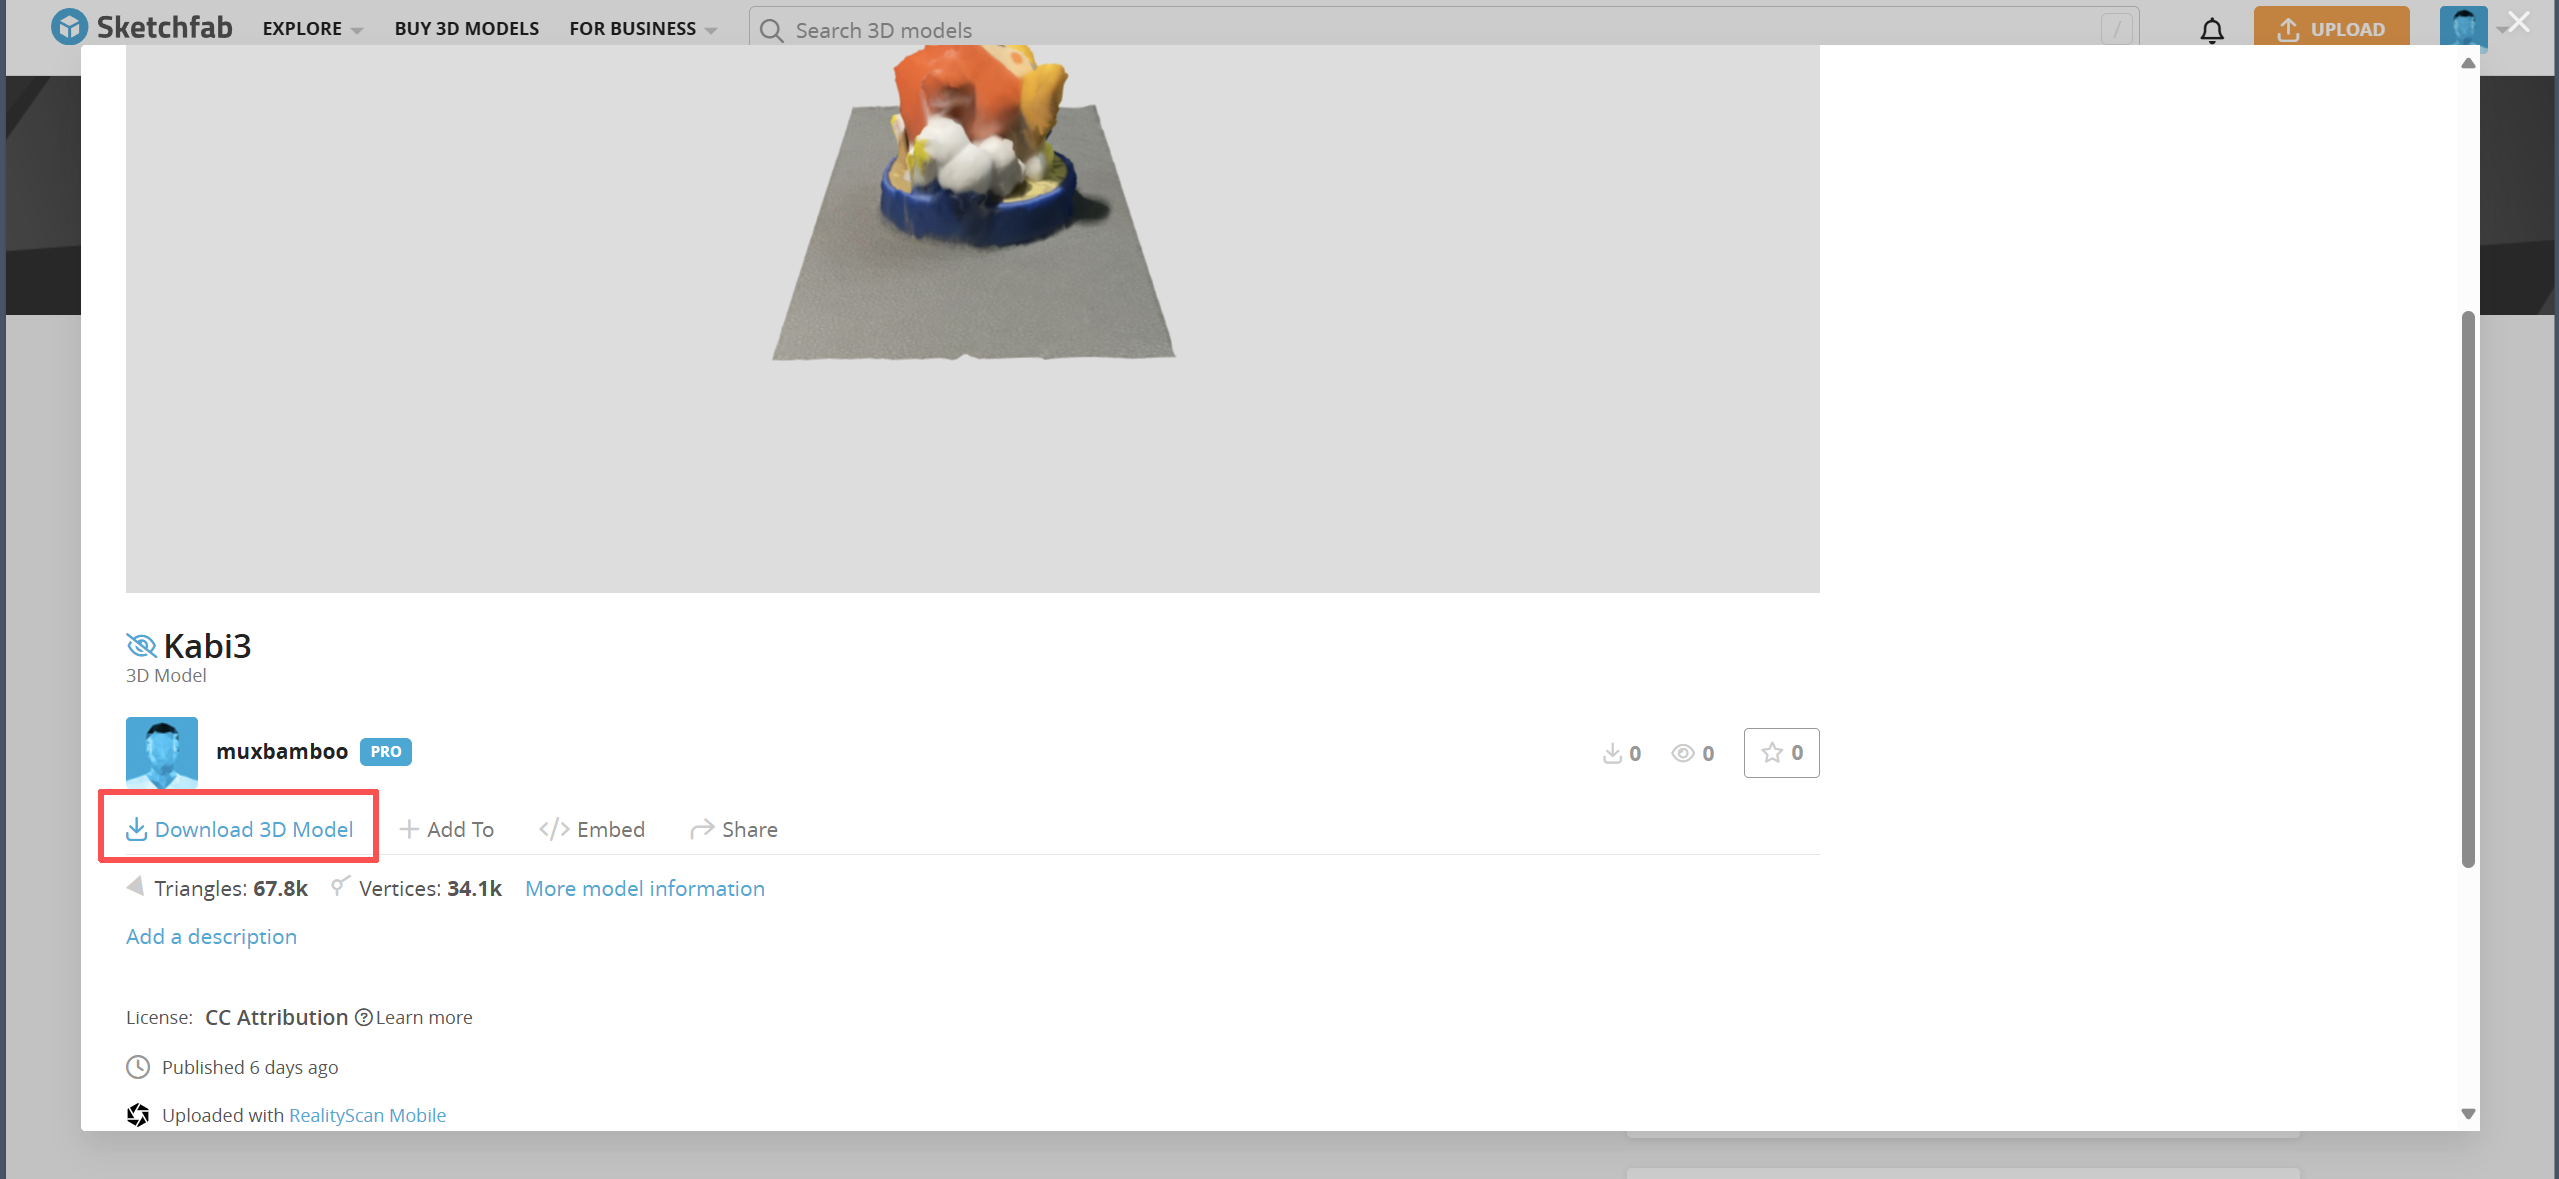 Sketchfab EXPLORE BUY 3D MODELS FOR BUSINESS Search 3D models / UPLOAD
Kabi3
3D Model
muxbamboo PRO 0 0 0
Download 3D Model Add To </> Embed Share
Triangles: 67.8k Vertices: 34.1k More model information
Add a description
License: CC Attribution ? Learn more
Published 6 days ago
Uploaded with RealityScan Mobile